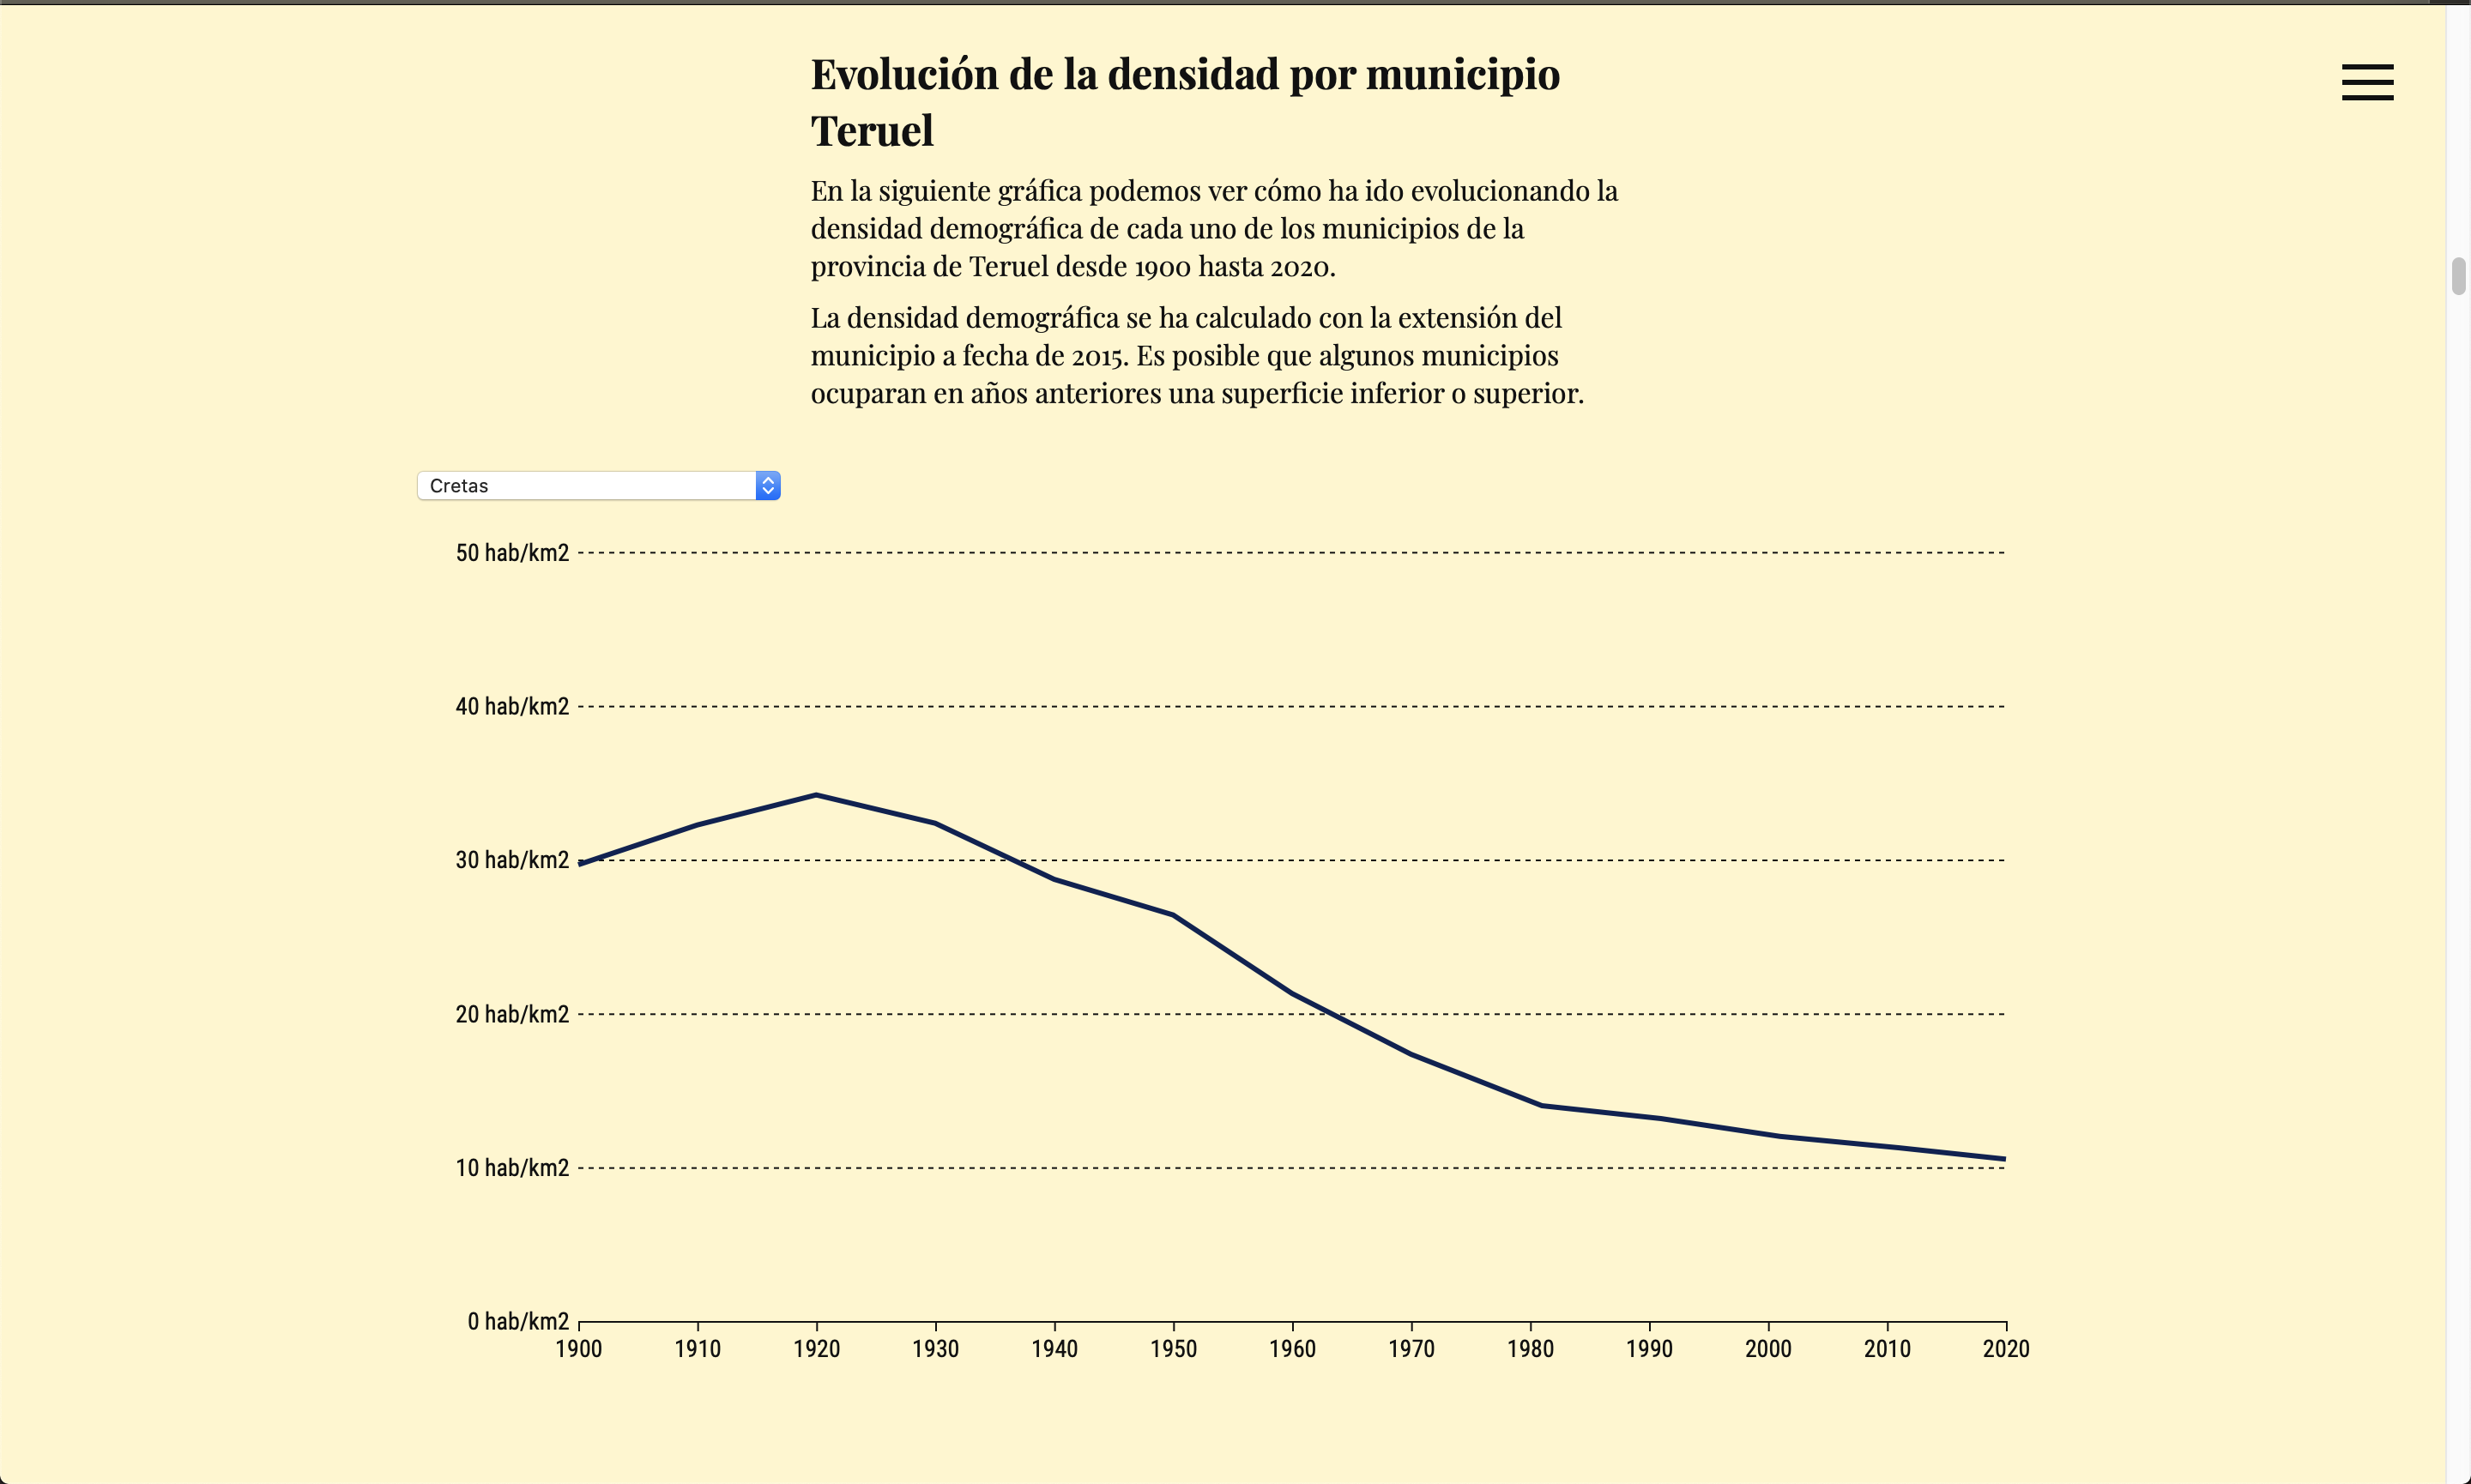 Evolución de la densidad por municipio
Teruel
En la siguiente gráfica podemos ver cómo ha ido evolucionando la
densidad demográfica de cada uno de los municipios de la
provincia de Teruel desde 1900 hasta 2020.
La densidad demográfica se ha calculado con la extensión del
municipio a fecha de 2015. Es posible que algunos municipios
ocuparan en años anteriores una superficie inferior o superior.
Cretas
50 hab/km2
40 hab/km2
30 hab/km2
20 hab/km2
10 hab/km2
0 hab/km2
1900 1910 1920 1930 1940 1950 1960 1970 1980 1990 2000 2010 2020